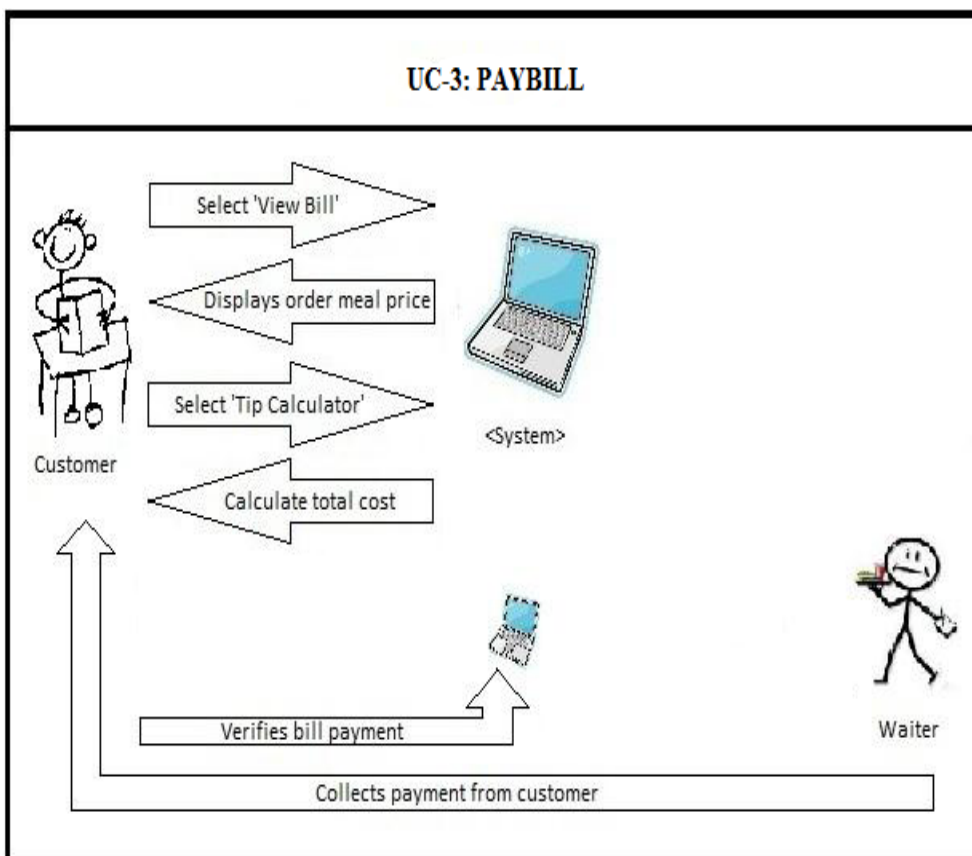 UC-3: PAYBILL
Select 'View Bill'
Displays order meal price
Select 'Tip Calculator'
<System>
Customer
Calculate total cost
Verifies bill payment
Waiter
Collects payment from customer